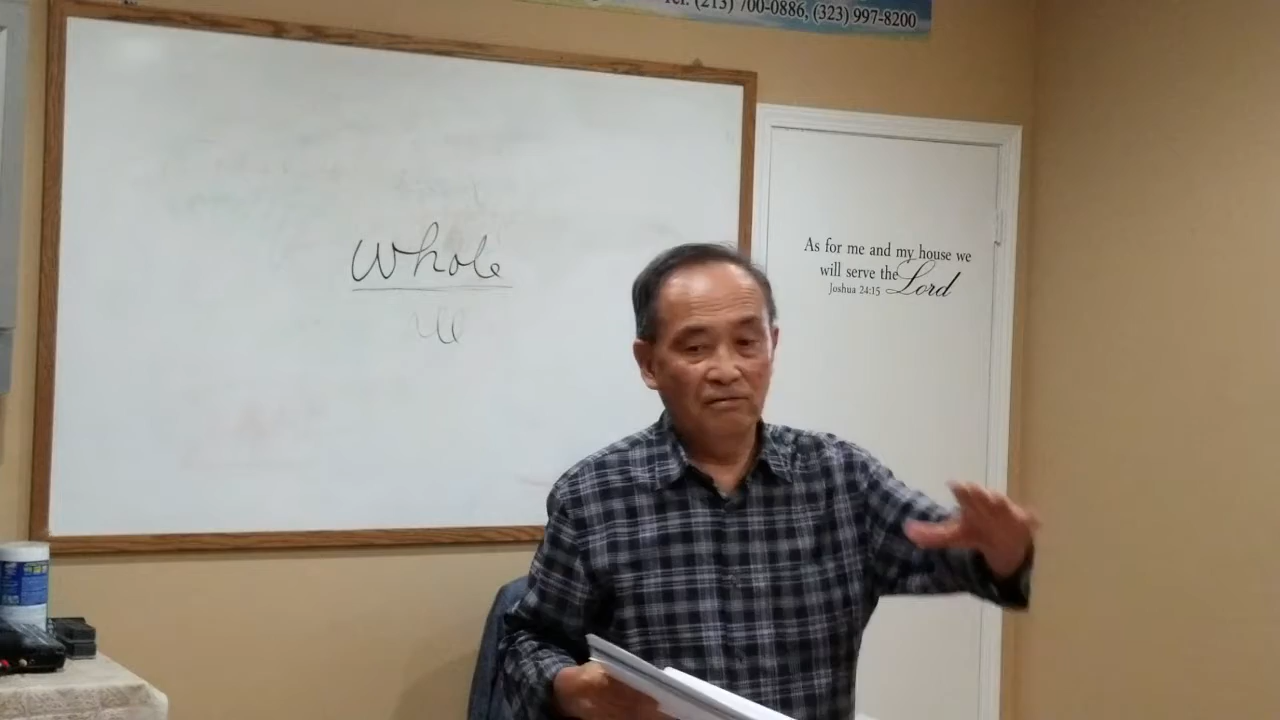 Tel: (213) 700-0886, (323) 997-8200
whole
As for me and my house we
will serve the Lord
Joshua 24:15